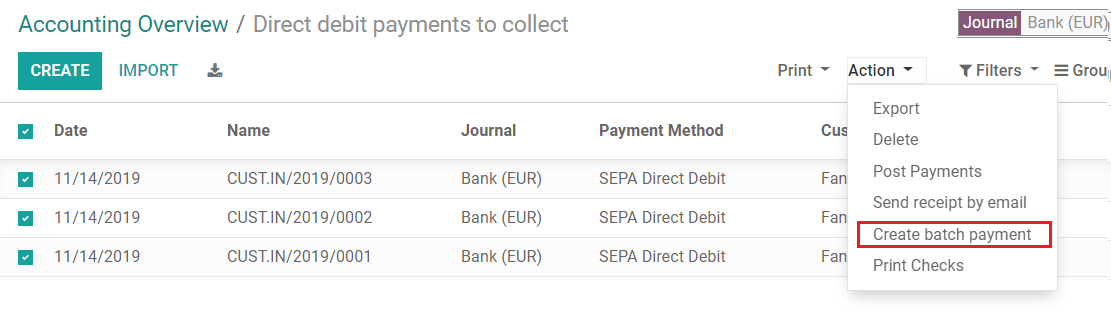 Accounting Overview / Direct debit payments to collect
Journal Bank (EUR)
CREATE IMPORT Print Action Filters Group
Date Name Journal Payment Method Cus
11/14/2019 CUST.IN/2019/0003 Bank (EUR) SEPA Direct Debit Fan
11/14/2019 CUST.IN/2019/0002 Bank (EUR) SEPA Direct Debit Fan
11/14/2019 CUST.IN/2019/0001 Bank (EUR) SEPA Direct Debit Fan
Export
Delete
Post Payments
Send receipt by email
Create batch payment
Print Checks